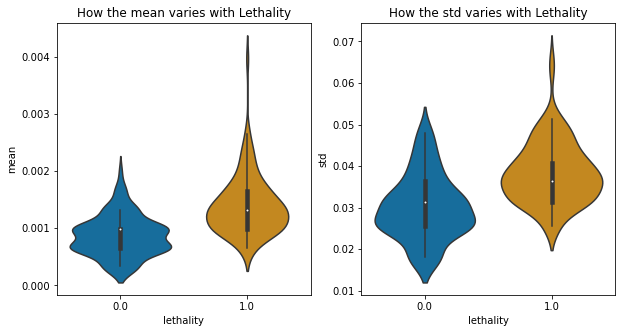 How the mean varies with Lethality
mean
0.004
0.003
0.002
0.001
0.000
0.0
1.0
lethality
How the std varies with Lethality
std
0.07
0.06
0.05
0.04
0.03
0.02
0.01
0.0
1.0
lethality